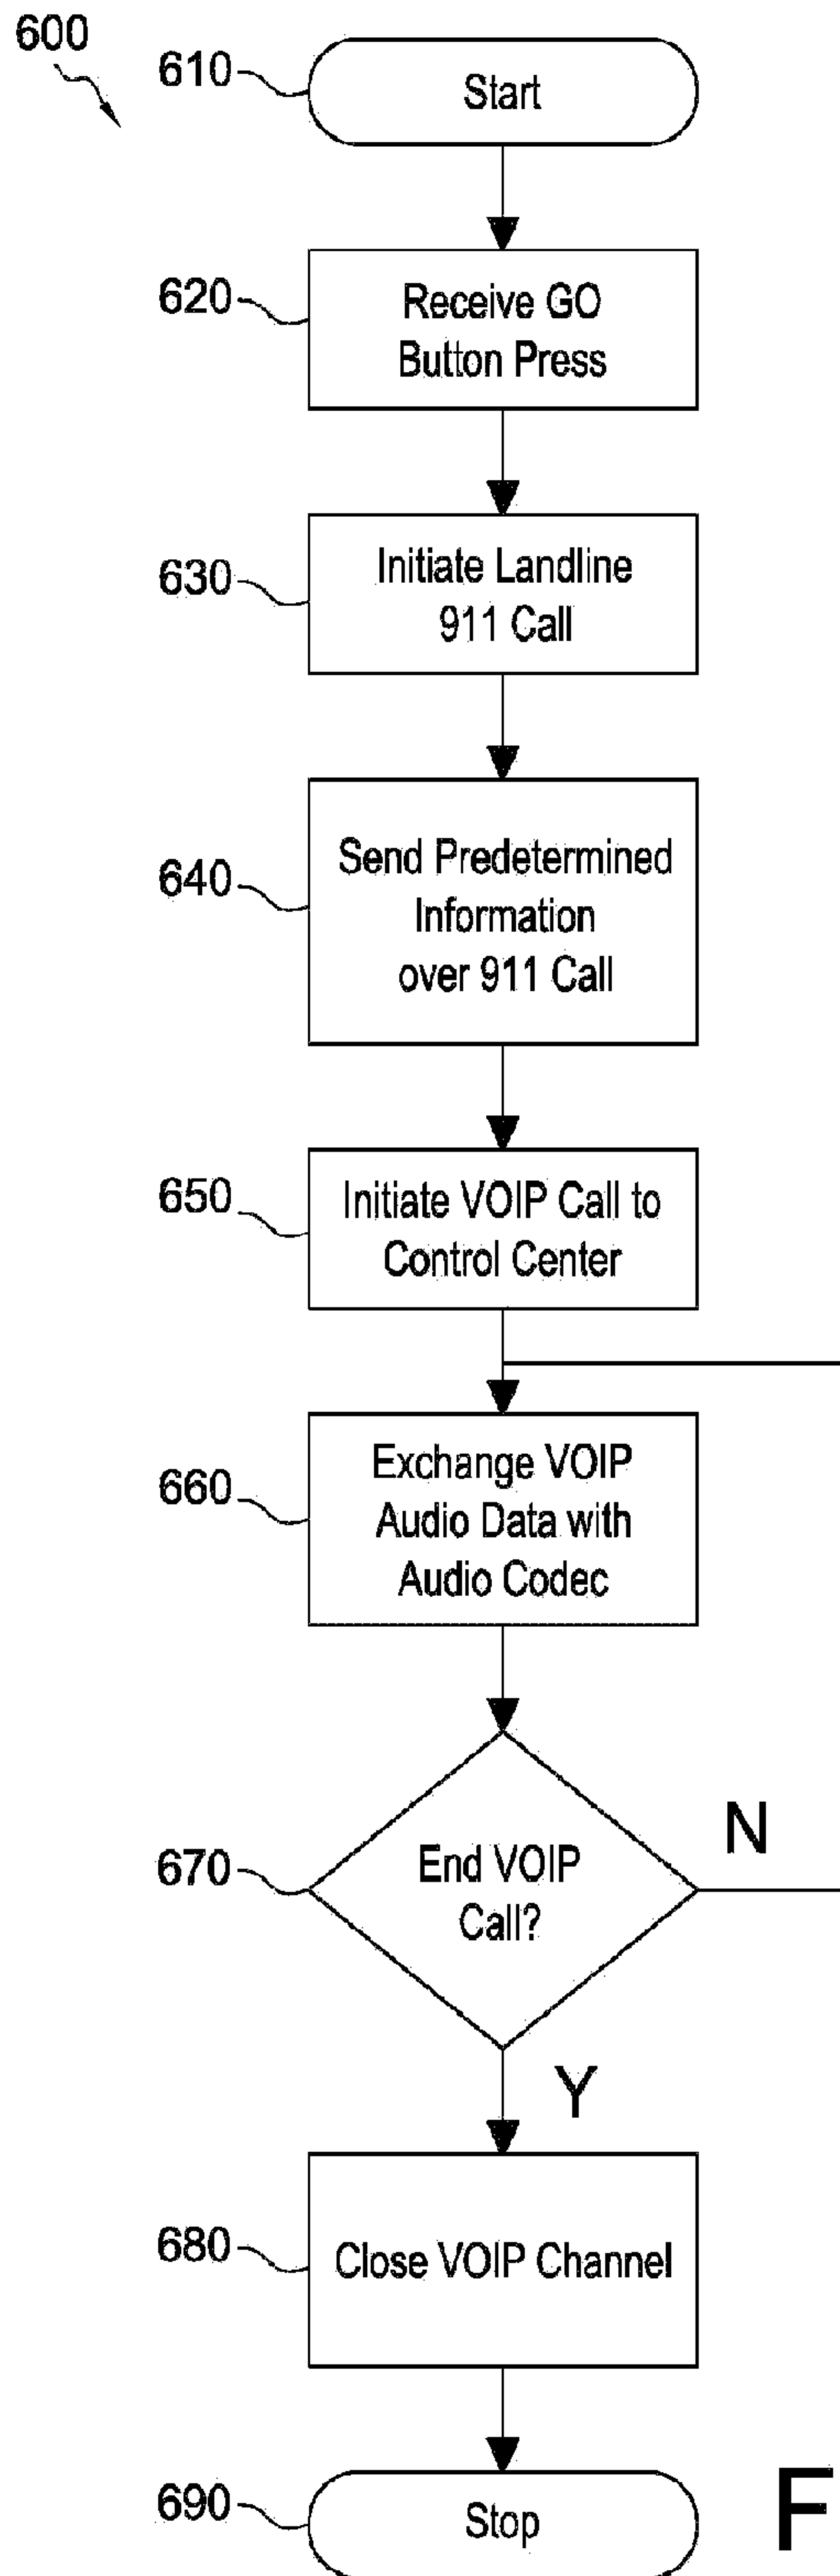 600
610
Start
620
Receive GO
Button Press
630
Initiate Landline
911 Call
640
Send Predetermined
Information
over 911 Call
650
Initiate VOIP Call to
Control Center
660
Exchange VOIP
Audio Data with
Audio Codec
670
End VOIP
Call?
N
Y
680
Close VOIP Channel
690
Stop
F